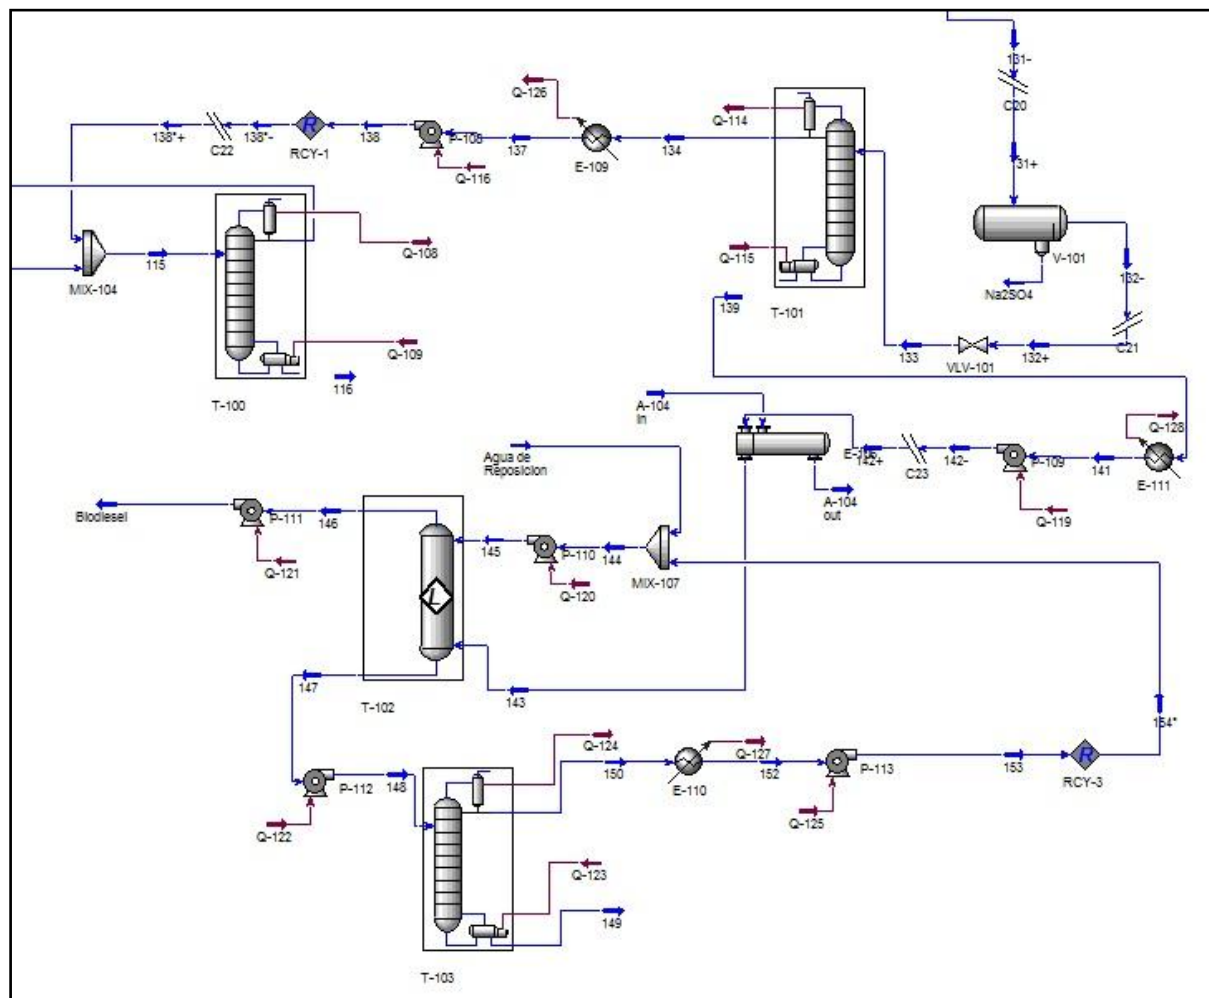 131-
C20
131+
V-101
Na2SO4
132-
C21
132+
VLV-101
133
T-101
Q-114
Q-115
134
E-109
Q-126
137
P-108
Q-116
138
RCY-1
138*-
C22
138*+
MIX-104
115
T-100
Q-108
Q-109
116
139
E-111
Q-128
141
P-109
Q-119
142-
C23
142+
A-104
In
A-104
out
Agua de
Reposicion
MIX-107
144
P-110
Q-120
145
L
T-102
146
P-111
Q-121
Biodiesel
143
147
P-112
Q-122
148
T-103
Q-124
Q-123
149
150
E-110
Q-127
152
P-113
Q-125
153
R
RCY-3
154*
R